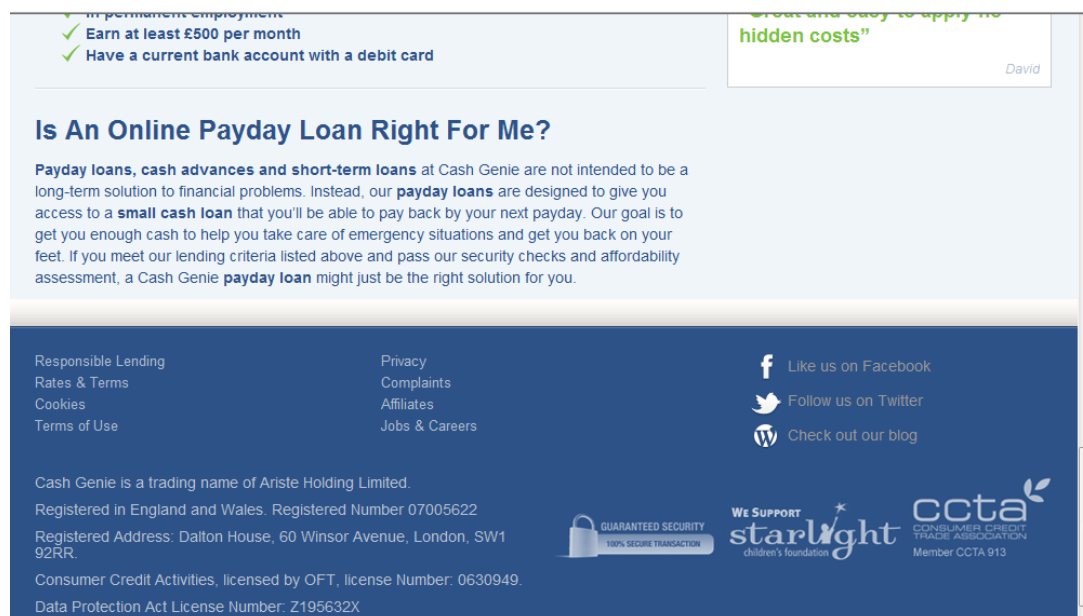 In permanent employment
Earn at least £500 per month
Have a current bank account with a debit card
"Great and easy to apply no
hidden costs”
David
Is An Online Payday Loan Right For Me?
Payday loans, cash advances and short-term loans at Cash Genie are not intended to be a
long-term solution to financial problems. Instead, our payday loans are designed to give you
access to a small cash loan that you'll be able to pay back by your next payday. Our goal is to
get you enough cash to help you take care of emergency situations and get you back on your
feet. If you meet our lending criteria listed above and pass our security checks and affordability
assessment, a Cash Genie payday loan might just be the right solution for you.
Responsible Lending
Rates & Terms
Cookies
Terms of Use
Privacy
Complaints
Affiliates
Jobs & Careers
Like us on Facebook
Follow us on Twitter
Check out our blog
Cash Genie is a trading name of Ariste Holding Limited.
Registered in England and Wales. Registered Number 07005622
Registered Address: Dalton House, 60 Winsor Avenue, London, SW1
92RR.
Consumer Credit Activities, licensed by OFT, license Number: 0630949.
Data Protection Act License Number: Z195632X
GUARANTEED SECURITY
100% SECURE TRANSACTION
WE SUPPORT
starlight
children's foundation
ccta
CONSUMER CREDIT
TRADE ASSOCIATION
Member CCTA 913